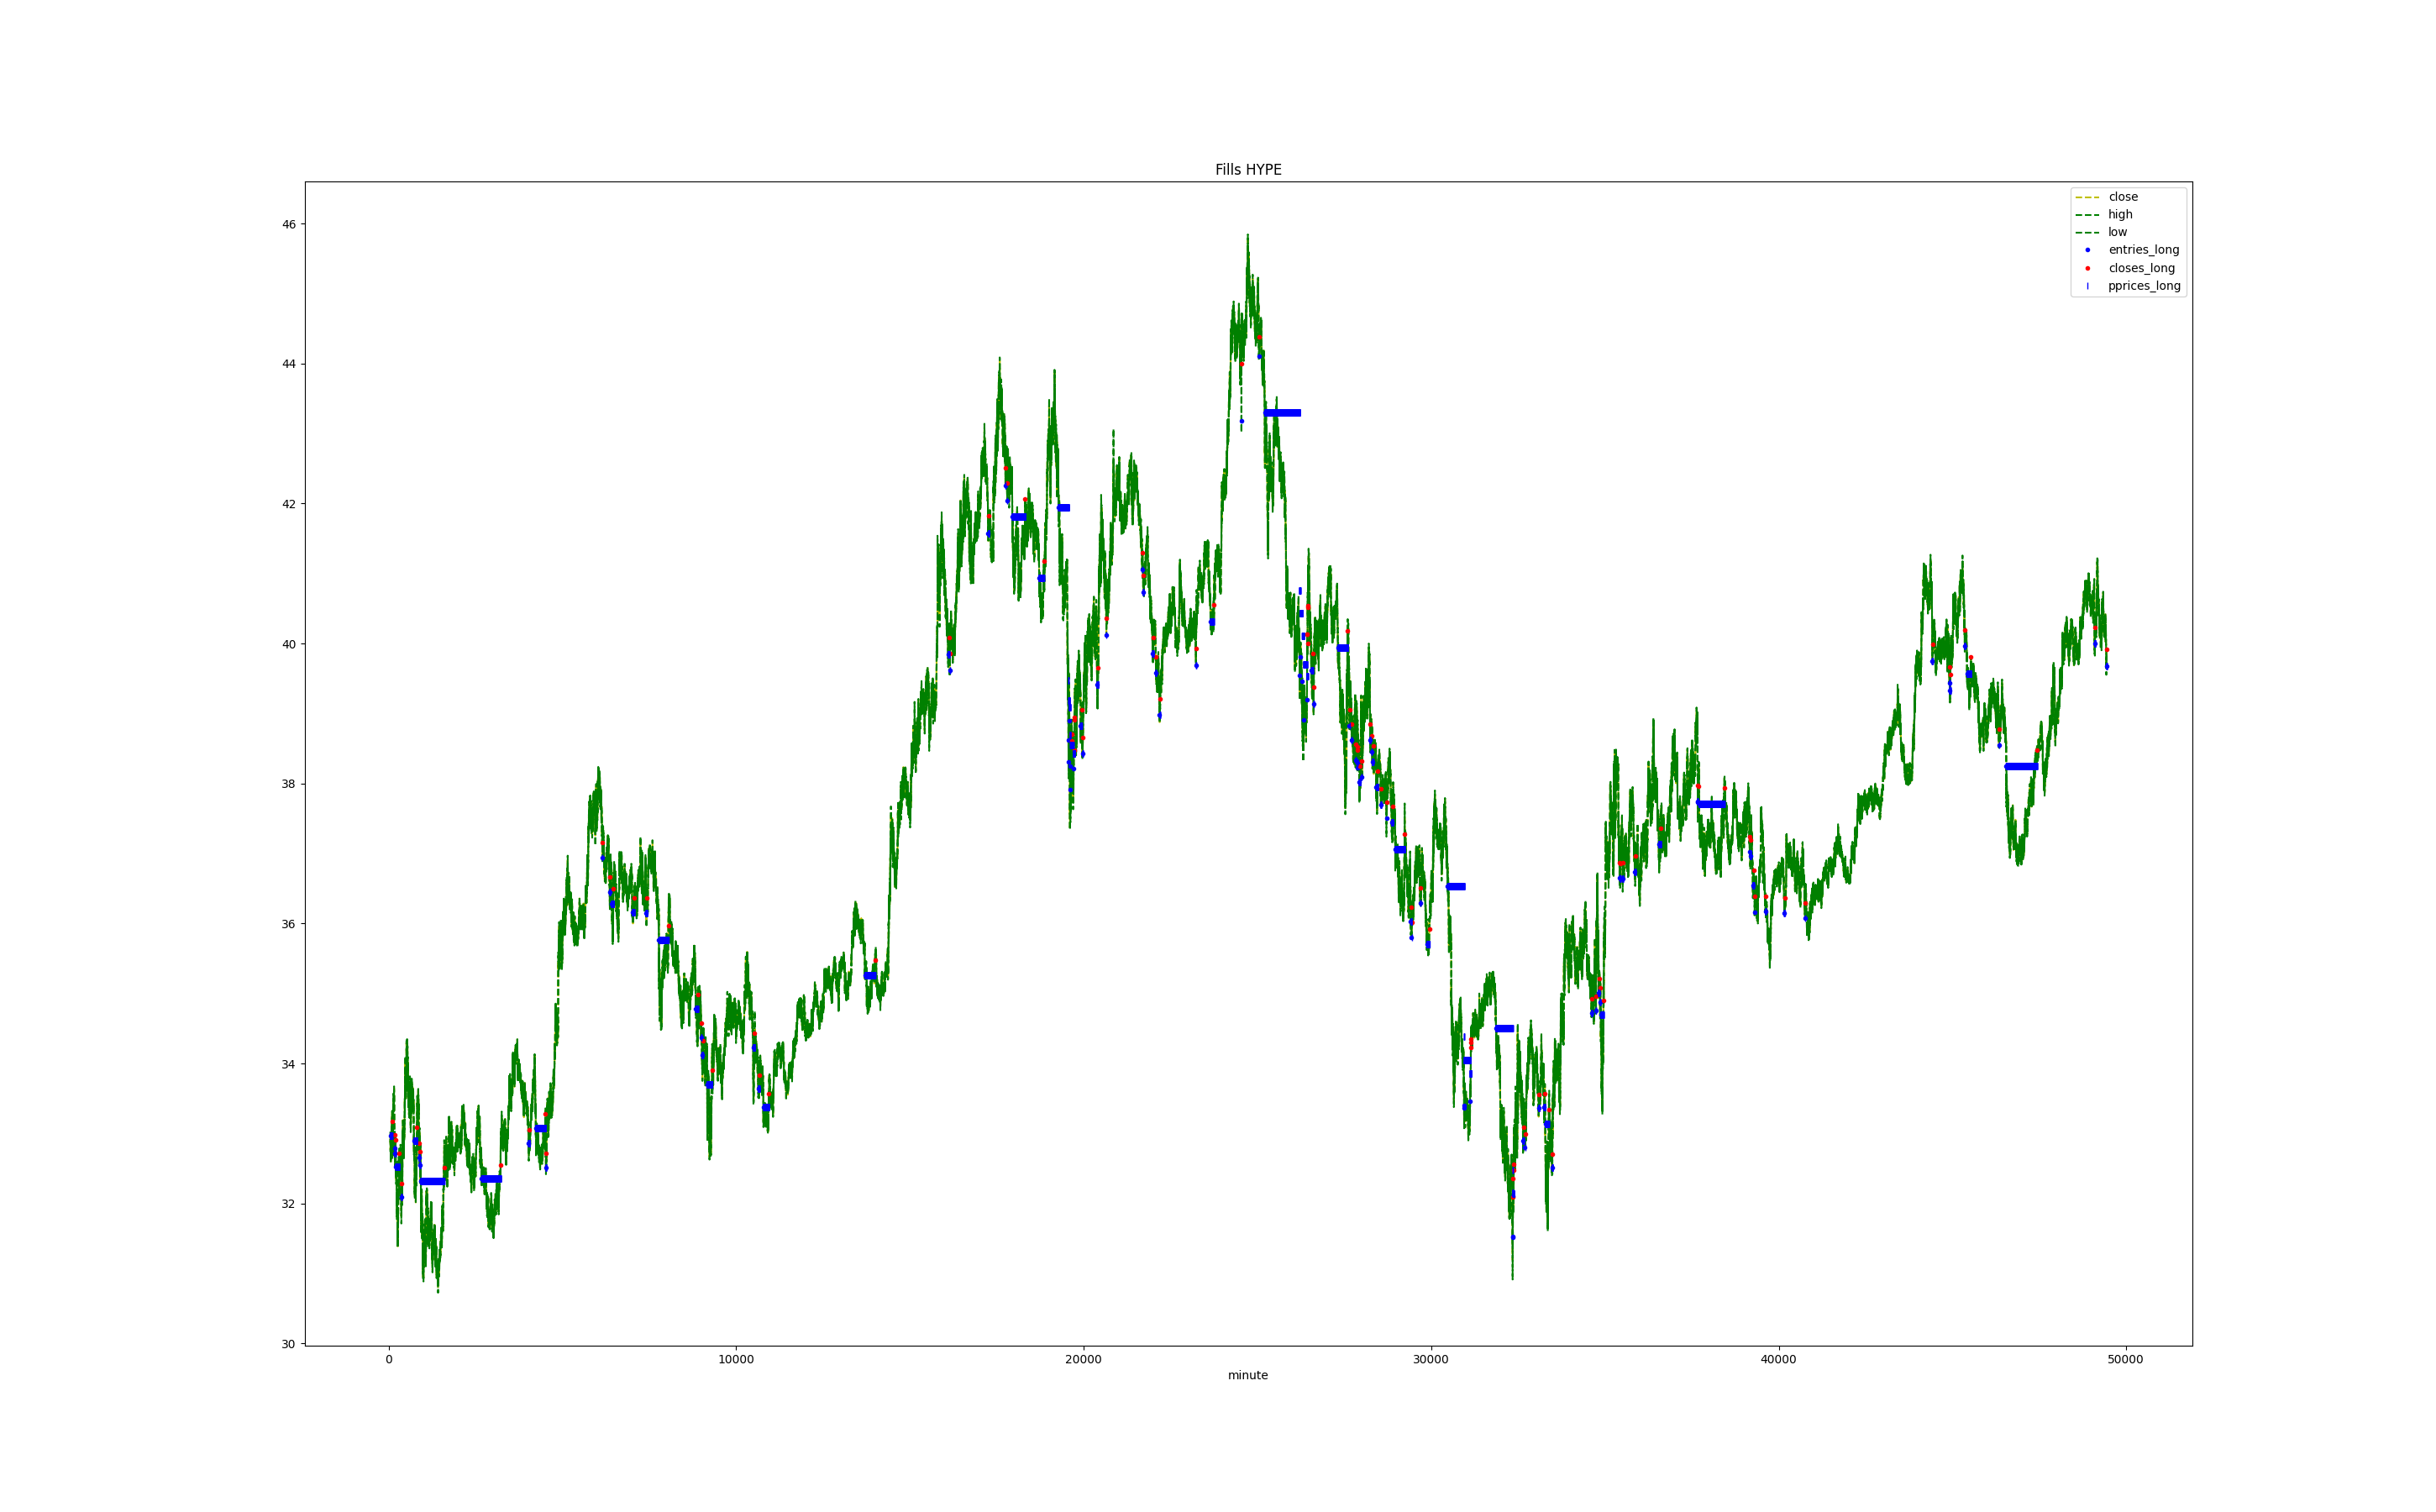 Fills HYPE
close
high
low
entries_long
closes_long
pprices_long
46
44
42
40
38
36
34
32
30
0 10000 20000 30000 40000 50000
minute